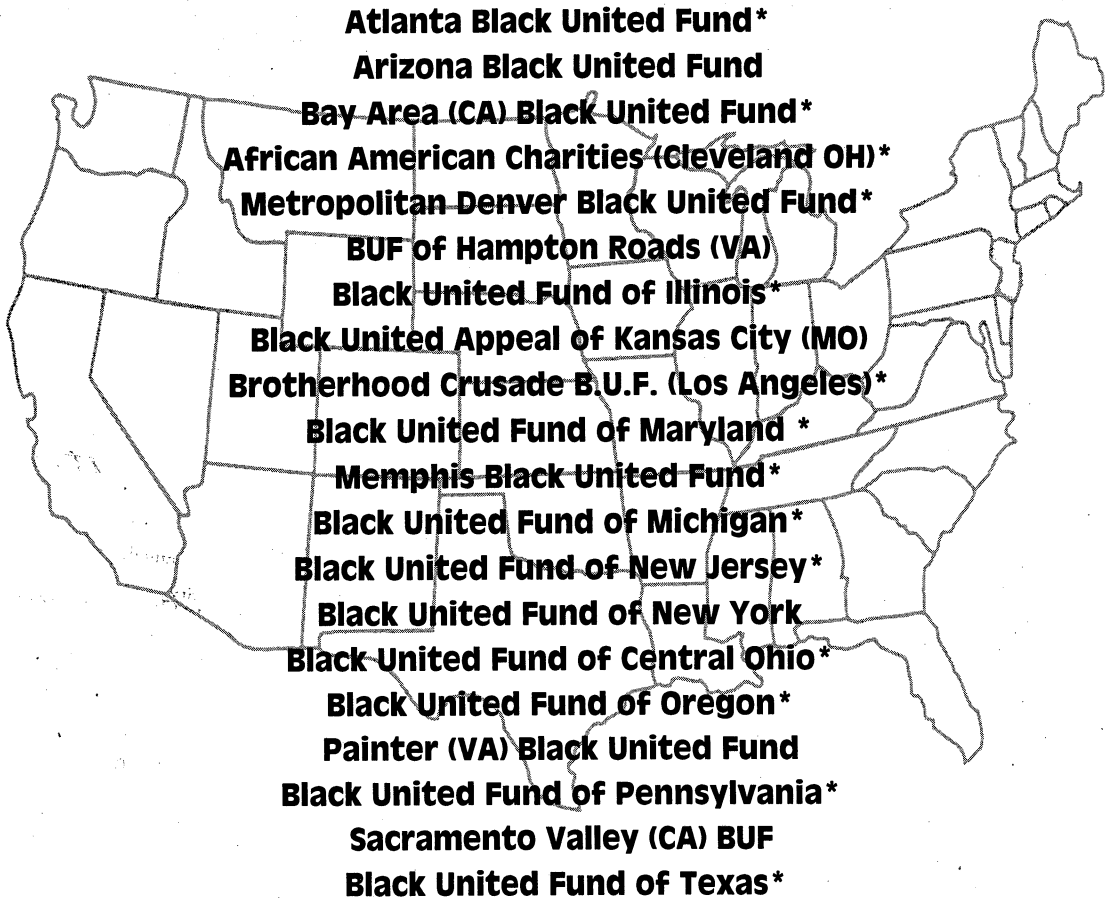 Atlanta Black United Fund*
Arizona Black United Fund
Bay Area (CA) Black United Fund*
African American Charities (Cleveland OH)*
Metropolitan Denver Black United Fund*
BUF of Hampton Roads (VA)
Black United Fund of Illinois*
Black United Appeal of Kansas City (MO)
Brotherhood Crusade B.U.F. (Los Angeles)*
Black United Fund of Maryland *
Memphis Black United Fund*
Black United Fund of Michigan*
Black United Fund of New Jersey*
Black United Fund of New York
Black United Fund of Central Ohio*
Black United Fund of Oregon*
Painter (VA) Black United Fund
Black United Fund of Pennsylvania*
Sacramento Valley (CA) BUF
Black United Fund of Texas*